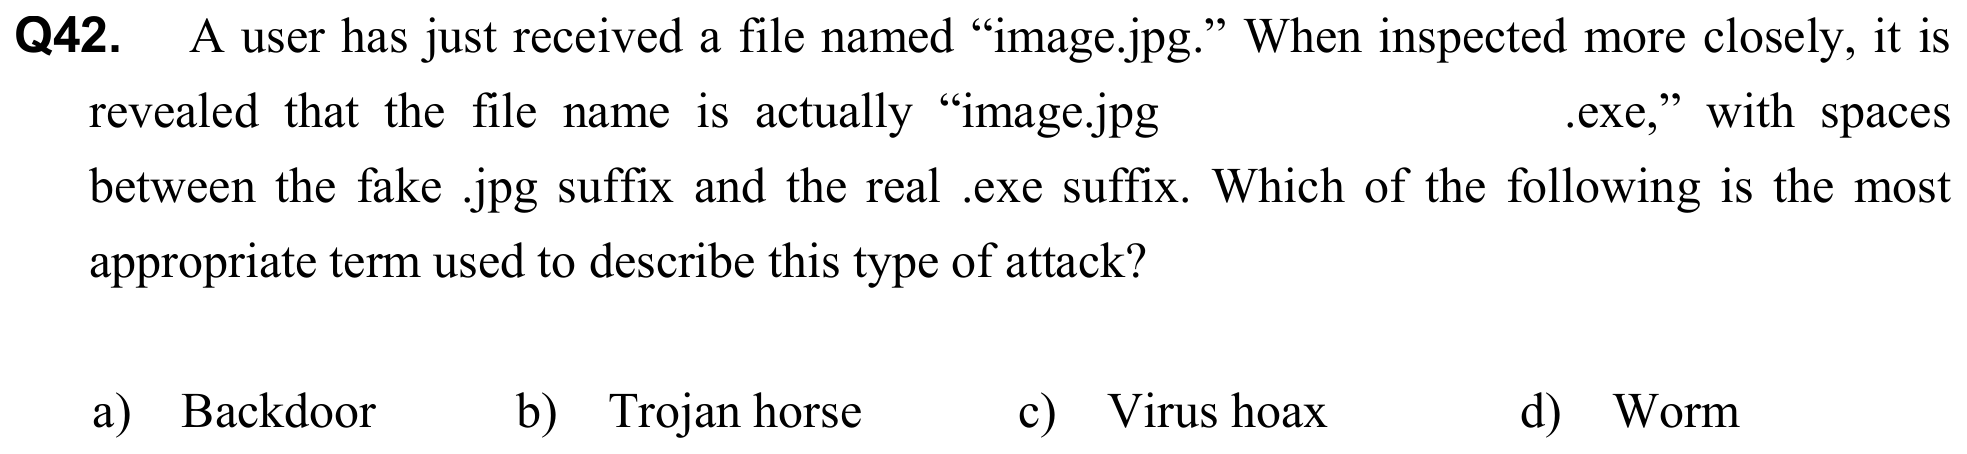 Q42. A user has just received a file named “image.jpg.” When inspected more closely, it is
revealed that the file name is actually “image.jpg .exe,” with spaces
between the fake .jpg suffix and the real .exe suffix. Which of the following is the most
appropriate term used to describe this type of attack?
a) Backdoor b) Trojan horse c) Virus hoax d) Worm